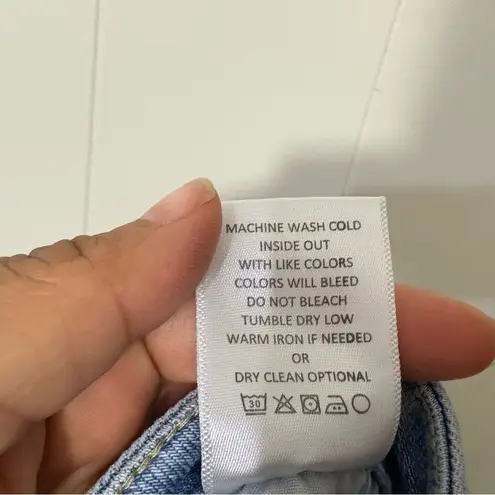 MACHINE WASH COLD
INSIDE OUT
WITH LIKE COLORS
COLORS WILL BLEED
DO NOT BLEACH
TUMBLE DRY LOW
WARM IRON IF NEEDED
OR
DRY CLEAN OPTIONAL
30